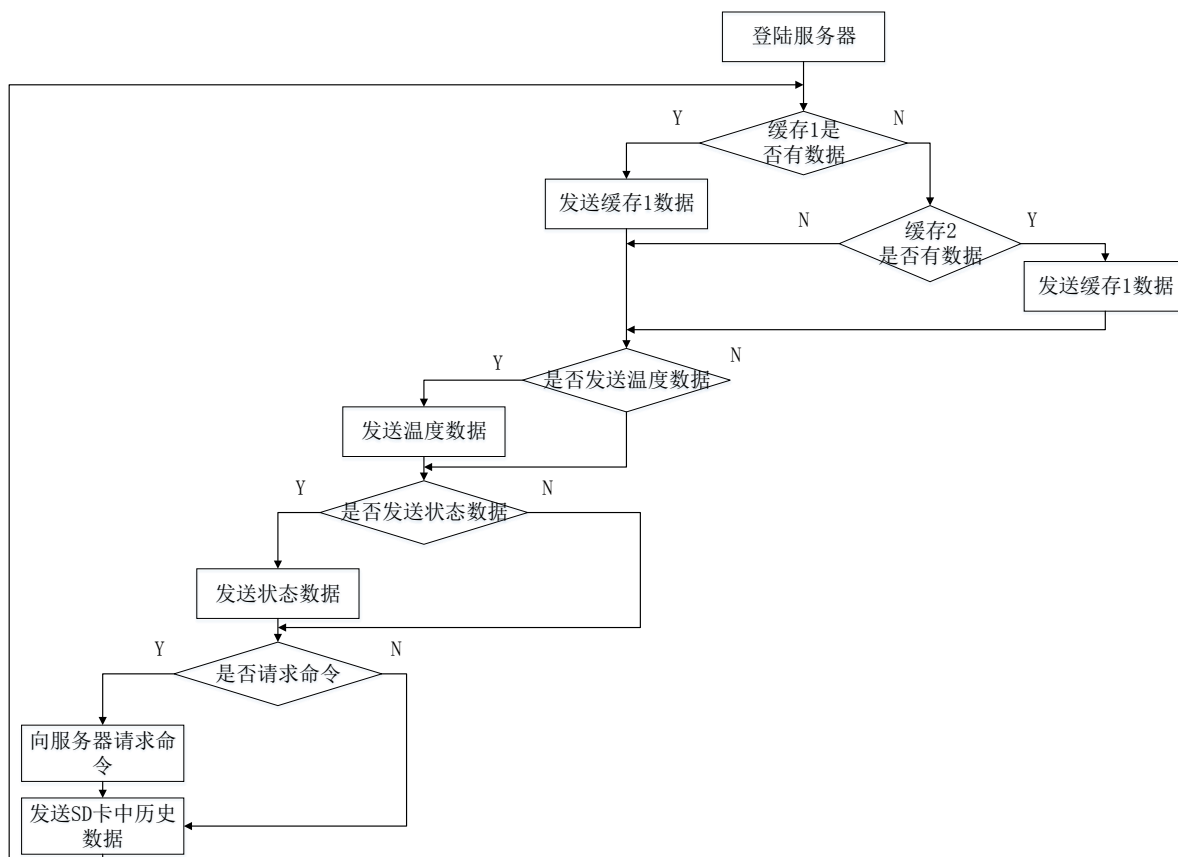 登陆服务器
Y
N
缓存1是
否有数据
发送缓存1数据
N
缓存2
是否有数据
Y
发送缓存1数据
Y
是否发送温度数据
N
发送温度数据
Y
是否发送状态数据
N
发送状态数据
Y
是否请求命令
N
向服务器请求命
令
发送SD卡中历史
数据